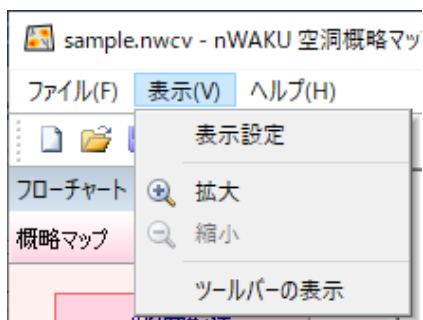 sample.nwcv - nWAKU 空洞概略マッ
ファイル(F) 表示(V) ヘルプ(H)
表示設定
フローチャート
拡大
概略マップ
縮小
ツールバーの表示